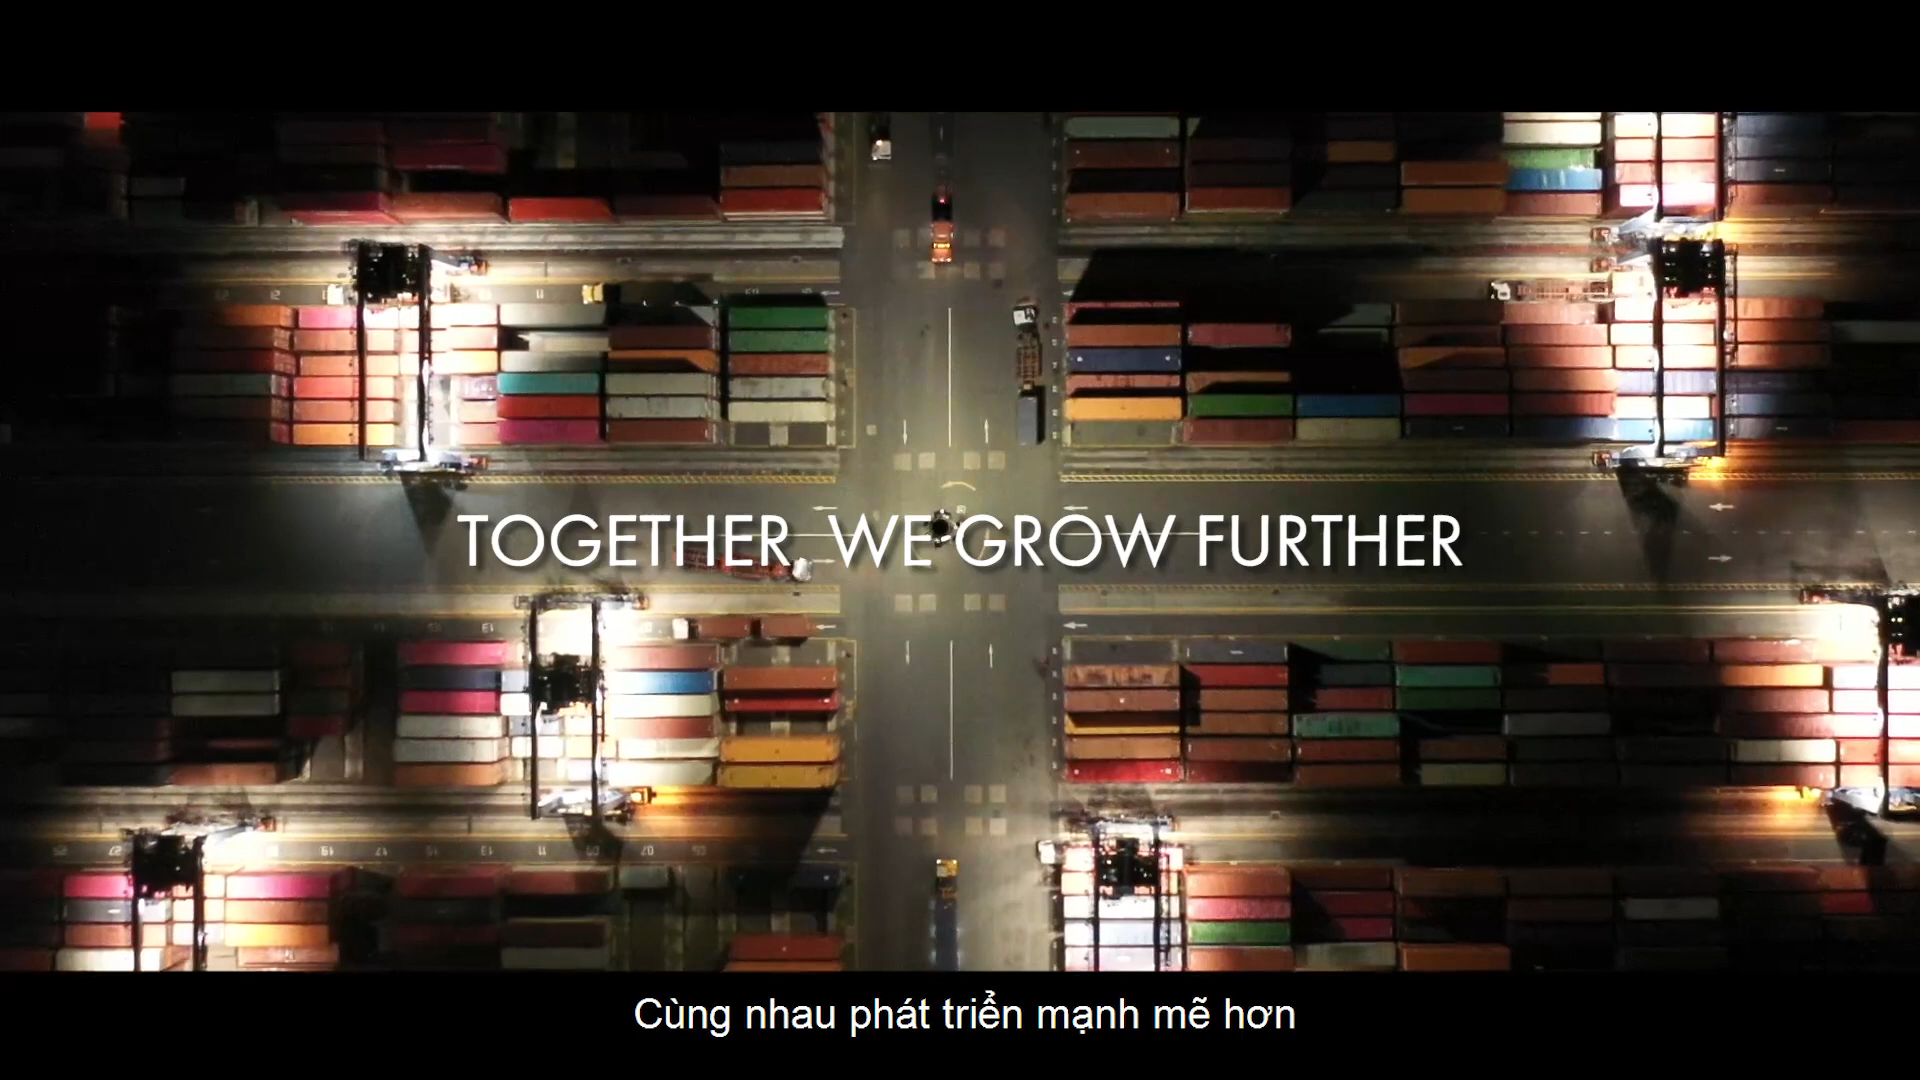 TOGETHER, WE GROW FURTHER
Cùng nhau phát triển mạnh mẽ hơn